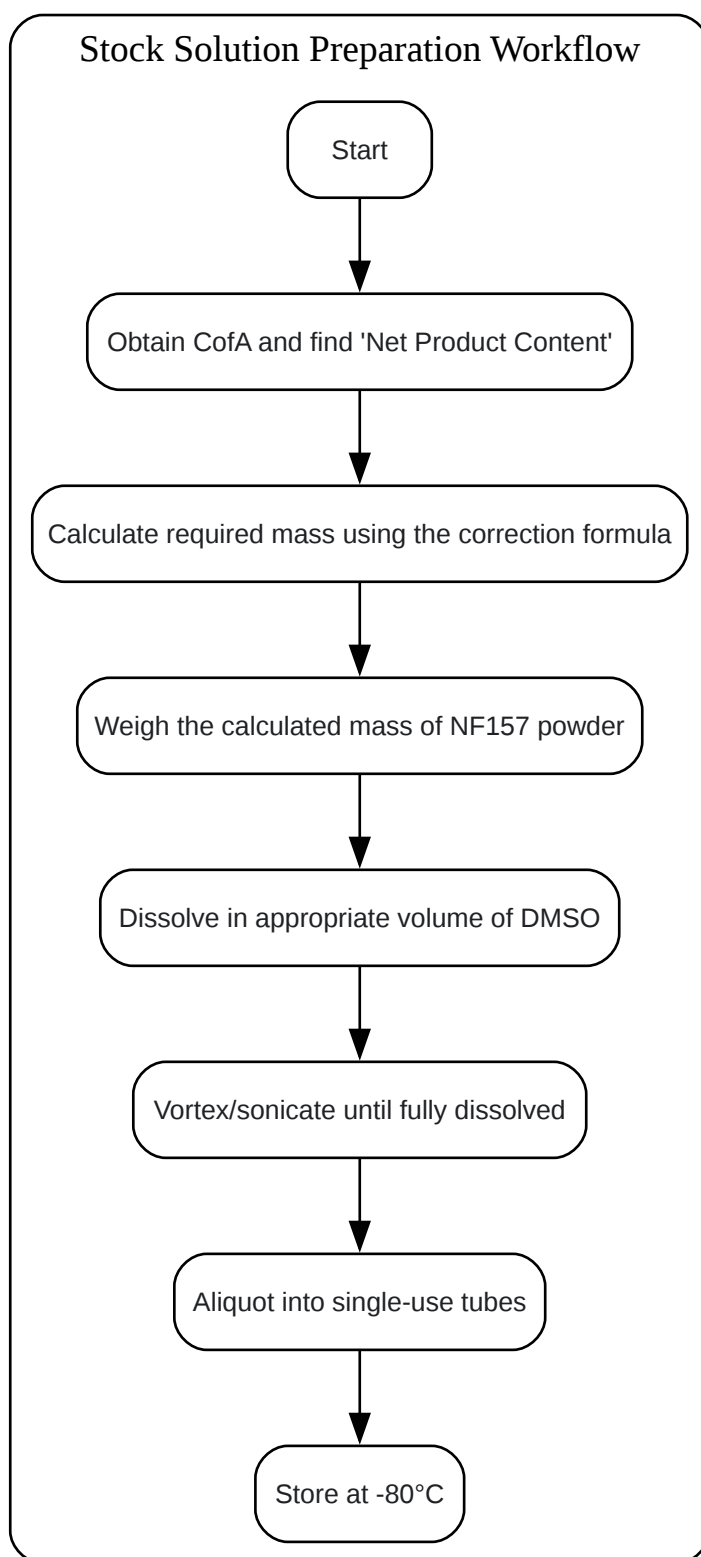 Stock Solution Preparation Workflow
Start
Obtain CofA and find 'Net Product Content'
Calculate required mass using the correction formula
Weigh the calculated mass of NF157 powder
Dissolve in appropriate volume of DMSO
Vortex/sonicate until fully dissolved
Aliquot into single-use tubes
Store at -80°C